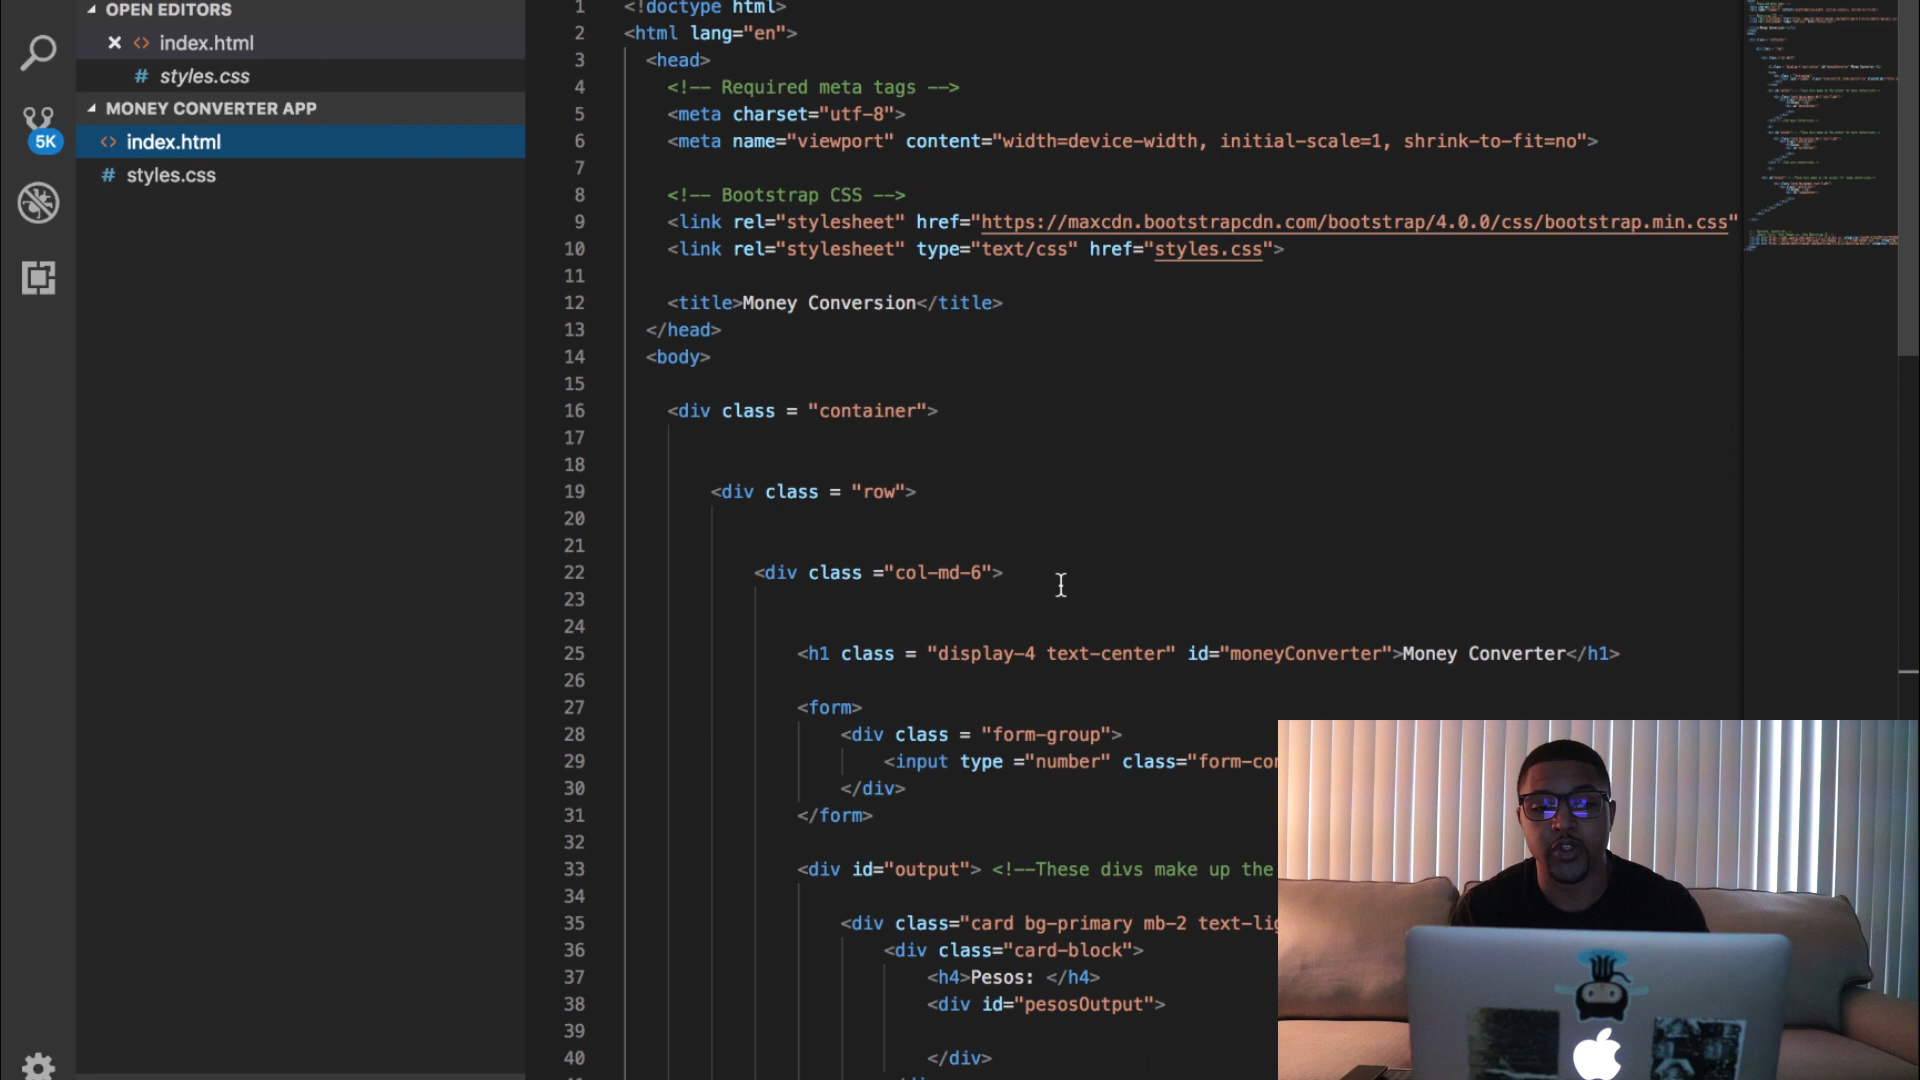 OPEN EDITORS
index.html
styles.css
MONEY CONVERTER APP
index.html
styles.css
5K
1 <!doctype html>
2 <html lang="en">
3 <head>
4 <!-- Required meta tags -->
5 <meta charset="utf-8">
6 <meta name="viewport" content="width=device-width, initial-scale=1, shrink-to-fit=no">
7
8 <!-- Bootstrap CSS -->
9 <link rel="stylesheet" href="https://maxcdn.bootstrapcdn.com/bootstrap/4.0.0/css/bootstrap.min.css"
10 <link rel="stylesheet" type="text/css" href="styles.css">
11
12 <title>Money Conversion</title>
13 </head>
14 <body>
15
16 <div class = "container">
17
18
19 <div class = "row">
20
21
22 <div class ="col-md-6">
23
24
25 <h1 class = "display-4 text-center" id="moneyConverter">Money Converter</h1>
26
27 <form>
28 <div class = "form-group">
29 <input type ="number" class="form-con
30 </div>
31 </form>
32
33 <div id="output"> <!--These divs make up the
34
35 <div class="card bg-primary mb-2 text-lig
36 <div class="card-block">
37 <h4>Pesos: </h4>
38 <div id="pesosOutput">
39
40 </div>